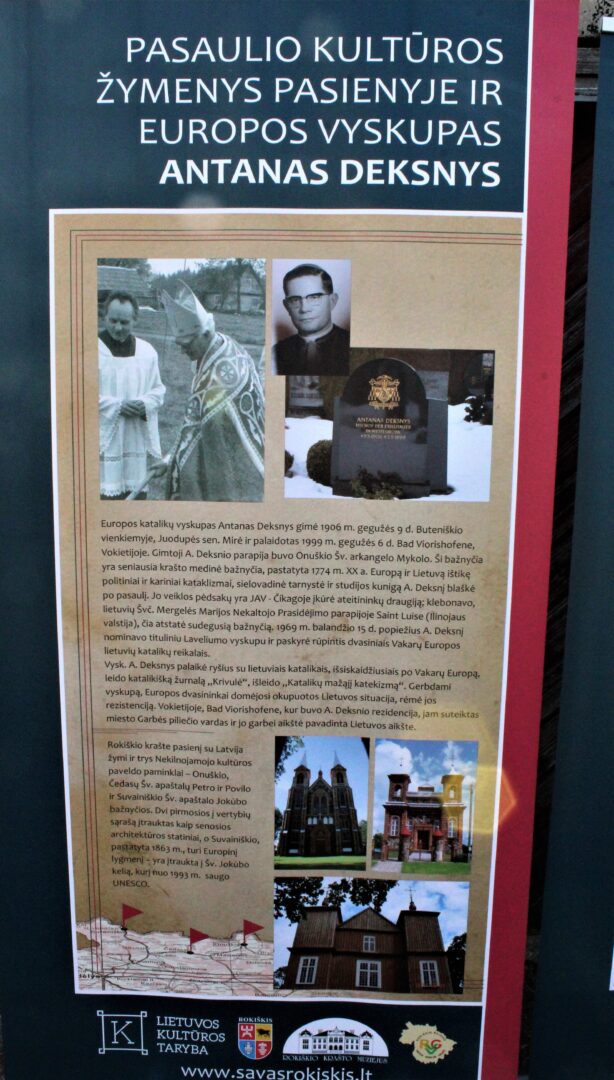 PASAULIO KULTŪROS
ŽYMENYS PASIENYJE IR
EUROPOS VYSKUPAS
ANTANAS DEKSNYS
ANTANAS DEKSNYS
Europos katalikų vyskupas Antanas Deksnys gimė 1906 m. gegužės 9 d. Buteniškio
vienkiemyje, Juodupės sen. Mirė ir palaidotas 1999 m. gegužės 6 d. Bad Viorishofene,
Vokietijoje. Gimtoji A. Deksnio parapija buvo Onuškio Šv. arkangelo Mykolo. Ši bažnyčia
yra seniausia krašto medinė bažnyčia, pastatyta 1774 m. XX a. Europą ir Lietuvą ištikę
politiniai ir kariniai kataklizmai, sielovadinė tarnystė ir studijos kunigą A. Deksnį blaškė
po pasaulį. Jo veiklos pėdsakų yra JAV - Čikagoje įkūrė ateitininkų draugiją; klebonavo,
lietuvių Švč. Mergelės Marijos Nekaltojo Prasidėjimo parapijoje Saint Luise (Ilinojaus
valstija), čia atstatė sudegusią bažnyčią. 1969 m. balandžio 15 d. popiežius A. Deksnį
nominavo tituliniu Laveliumo vyskupu ir paskyrė rūpintis dvasiniais Vakarų Europos
lietuvių katalikų reikalais.
Vysk. A. Deksnys palaikė ryšius su lietuviais katalikais, išsiskaidžiusiais po Vakarų Europą,
leido katalikišką žurnalą „Krivulė“, išleido „Katalikų mažąjį katekizmą“. Gerbdami
vyskupą, Europos dvasininkai domėjosi okupuotos Lietuvos situacija, rėmė jos
rezistenciją. Vokietijoje, Bad Viorishofene, kur buvo A. Deksnio rezidencija, jam suteiktas
miesto Garbės piliečio vardas ir jo garbei aikštė pavadinta Lietuvos aikšte.
Rokiškio krašte pasienį su Latvija
žymi ir trys Nekilnojamojo kultūros
paveldo paminklai – Onuškio,
Čedasų Šv. apaštalų Petro ir Povilo
ir Suvainiškio Šv. apaštalo Jokūbo
bažnyčios. Dvi pirmosios į vertybių
sąrašą įtrauktos kaip senosios
architektūros statiniai, o Suvainiškio,
pastatyta 1863 m., turi Europinį
lygmenį – yra įtraukta į Šv. Jokūbo
kelią, kurį nuo 1993 m. saugo
UNESCO.
K
LIETUVOS
KULTŪROS
TARYBA
ROKIŠKIS
ROKIŠKIO KRAŠTO MUZIEJUS
www.savasrokiskis.lt